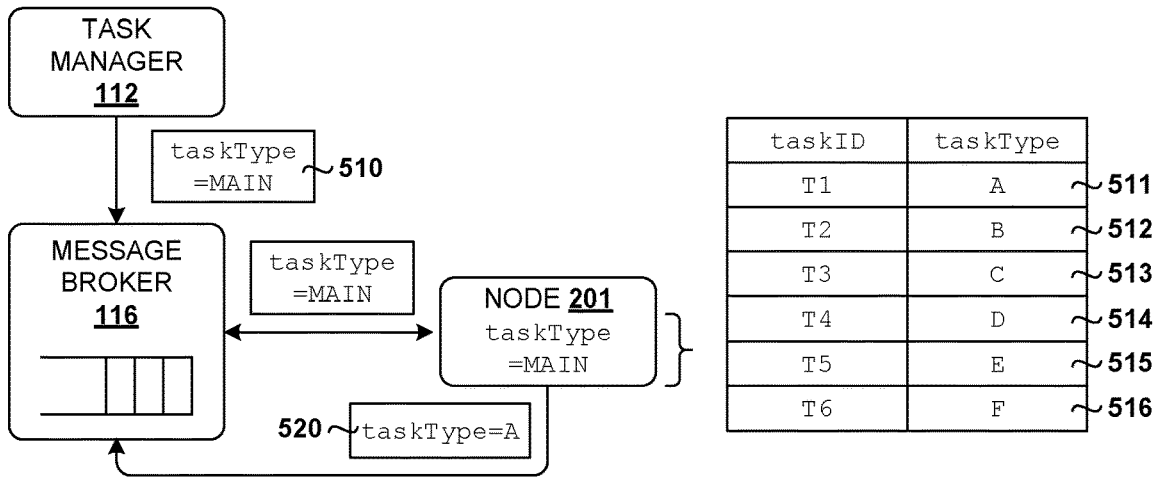 TASK
MANAGER
112
taskType
=MAIN
510
MESSAGE
BROKER
116
taskType
=MAIN
NODE 201
taskType
=MAIN
520
taskType=A
taskID taskType
T1 A 511
T2 B 512
T3 C 513
T4 D 514
T5 E 515
T6 F 516